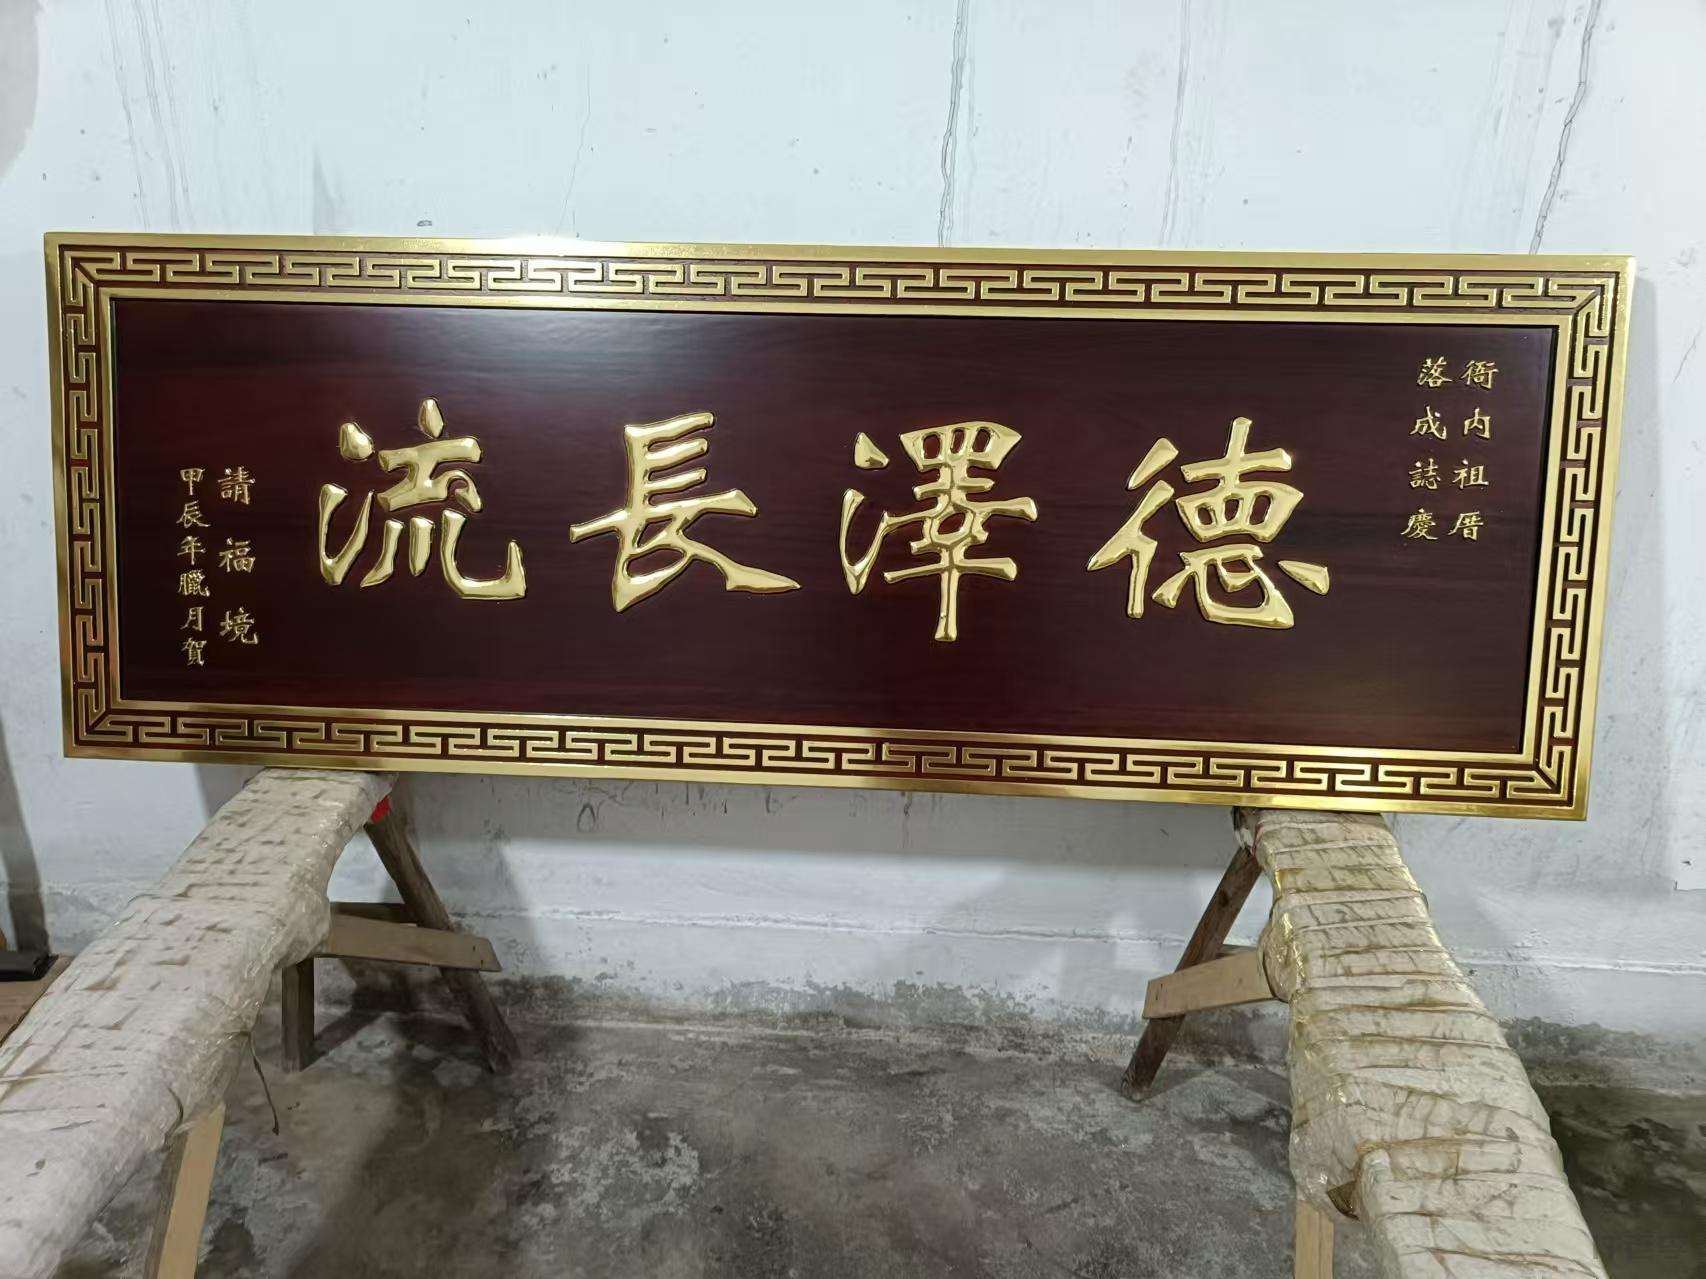 衙内祖厝
落成誌慶
德澤長流
請福境
甲辰年臘月賀